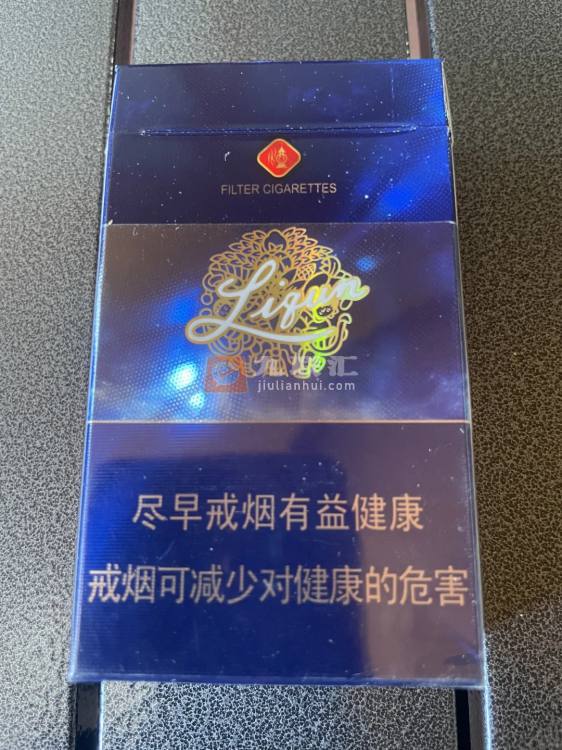 FILTER CIGARETTES
Liqun
jiulianhui.com
尽早戒烟有益健康
戒烟可减少对健康的危害